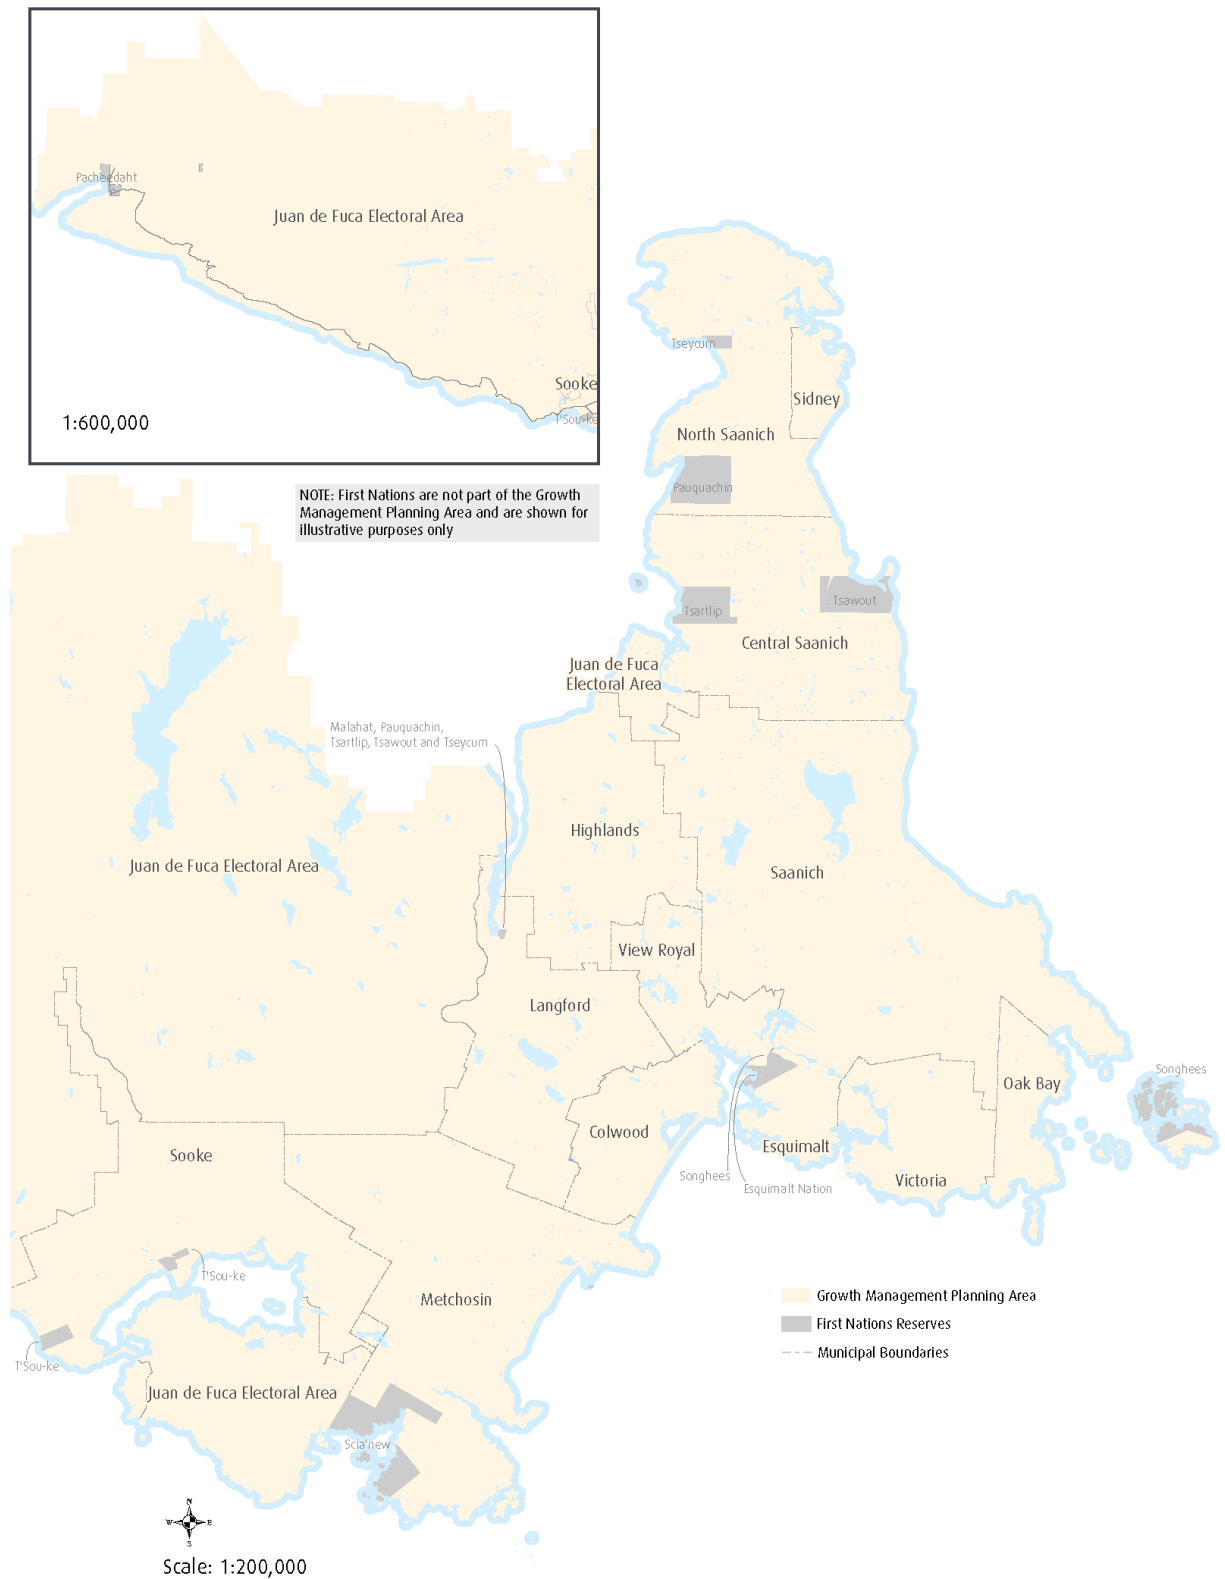 Pacheedaht
Juan de Fuca Electoral Area
Sooke
T'Sou-ke
1:600,000
NOTE: First Nations are not part of the Growth
Management Planning Area and are shown for
illustrative purposes only
Tseycum
Sidney
North Saanich
Pauquachin
Tsartlip
Tsawout
Central Saanich
Juan de Fuca
Electoral Area
Malahat, Pauquachin,
Tsartlip, Tsawout and Tseycum
Highlands
Juan de Fuca Electoral Area
Saanich
View Royal
Langford
Songhees
Oak Bay
Colwood
Esquimalt
Sooke
Songhees
Victoria
Esquimalt Nation
T'Sou-ke
Metchosin
Growth Management Planning Area
First Nations Reserves
Municipal Boundaries
T'Sou-ke
Juan de Fuca Electoral Area
Scia'new
N
W
E
S
Scale: 1:200,000